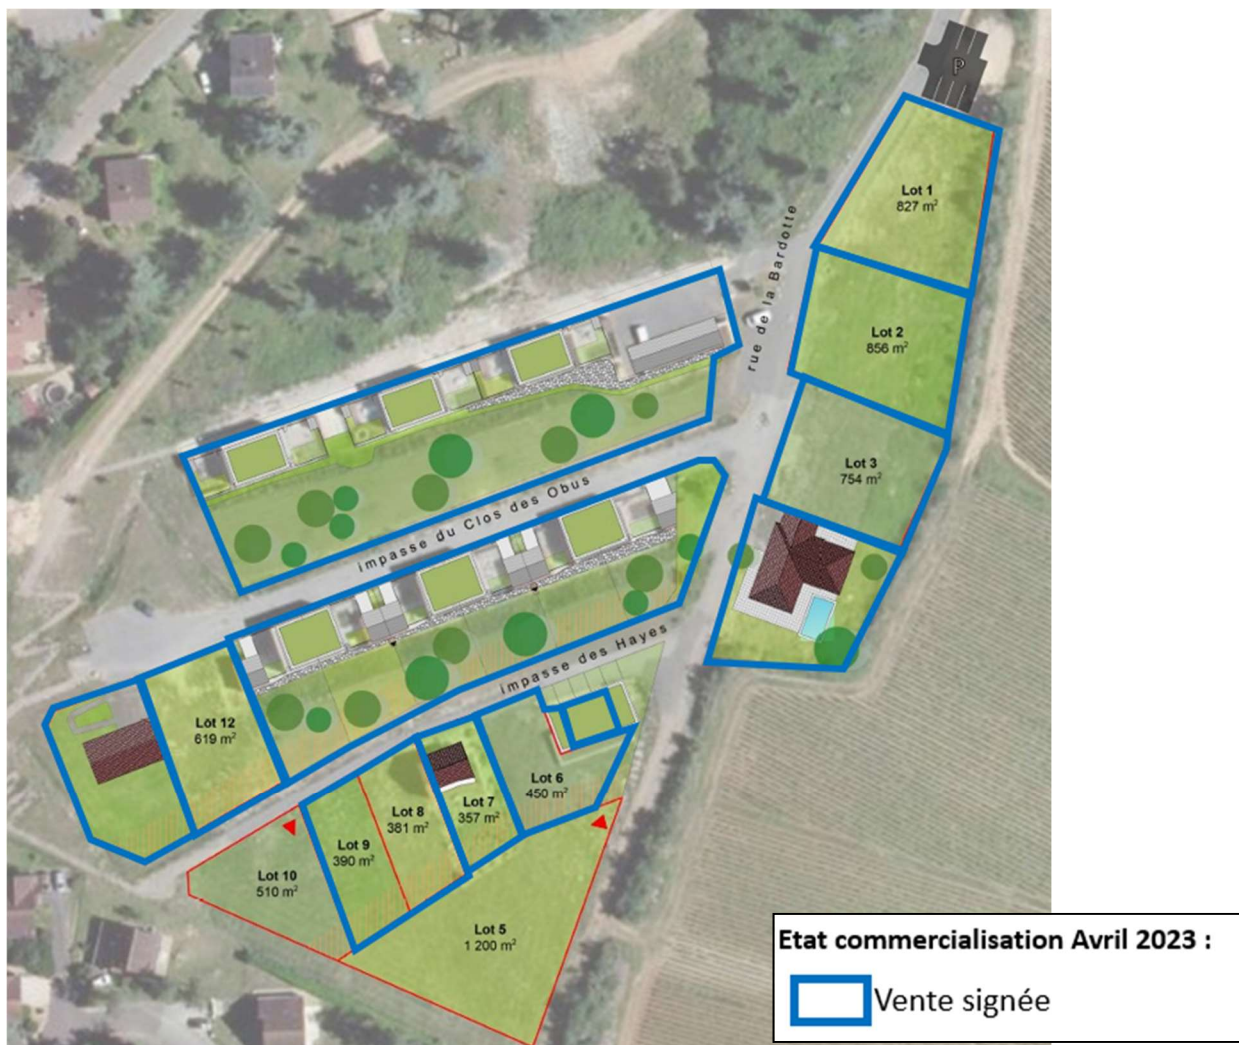 P
Lot 1
827 m²
rue de la Bardotte
Lot 2
856 m²
Lot 3
754 m²
impasse du Clos des Obus
impasse des Hayes
Lot 12
619 m²
Lot 6
450 m²
Lot 7
357 m²
Lot 8
381 m²
Lot 9
390 m²
Lot 10
510 m²
Lot 5
1 200 m²
Etat commercialisation Avril 2023 :
Vente signée